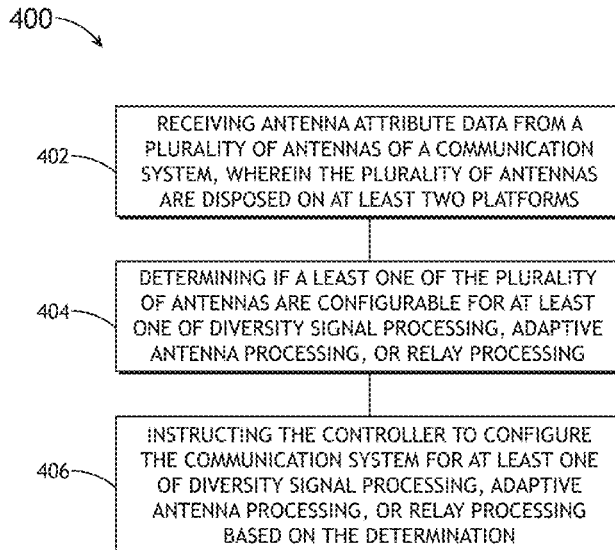 400
402
RECEIVING ANTENNA ATTRIBUTE DATA FROM A
PLURALITY OF ANTENNAS OF A COMMUNICATION
SYSTEM, WHEREIN THE PLURALITY OF ANTENNAS
ARE DISPOSED ON AT LEAST TWO PLATFORMS
404
DETERMINING IF A LEAST ONE OF THE PLURALITY
OF ANTENNAS ARE CONFIGURABLE FOR AT LEAST
ONE OF DIVERSITY SIGNAL PROCESSING, ADAPTIVE
ANTENNA PROCESSING, OR RELAY PROCESSING
406
INSTRUCTING THE CONTROLLER TO CONFIGURE
THE COMMUNICATION SYSTEM FOR AT LEAST ONE
OF DIVERSITY SIGNAL PROCESSING, ADAPTIVE
ANTENNA PROCESSING, OR RELAY PROCESSING
BASED ON THE DETERMINATION